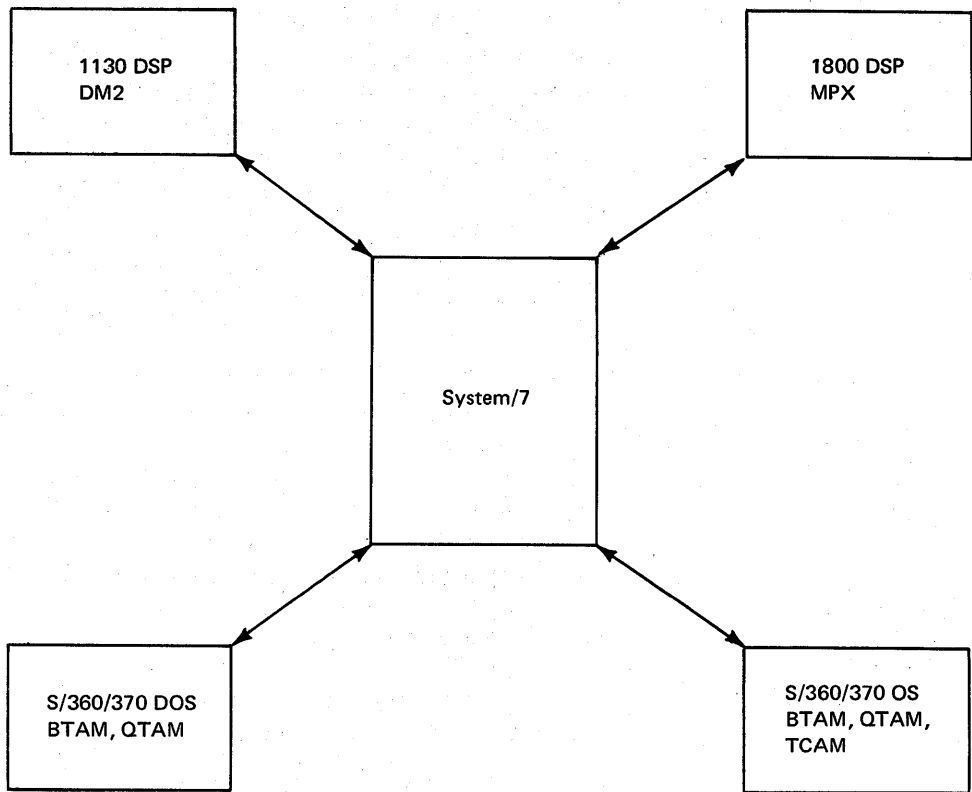 1130 DSP
DM2
1800 DSP
MPX
System/7
S/360/370 DOS
BTAM, QTAM
S/360/370 OS
BTAM, QTAM,
TCAM